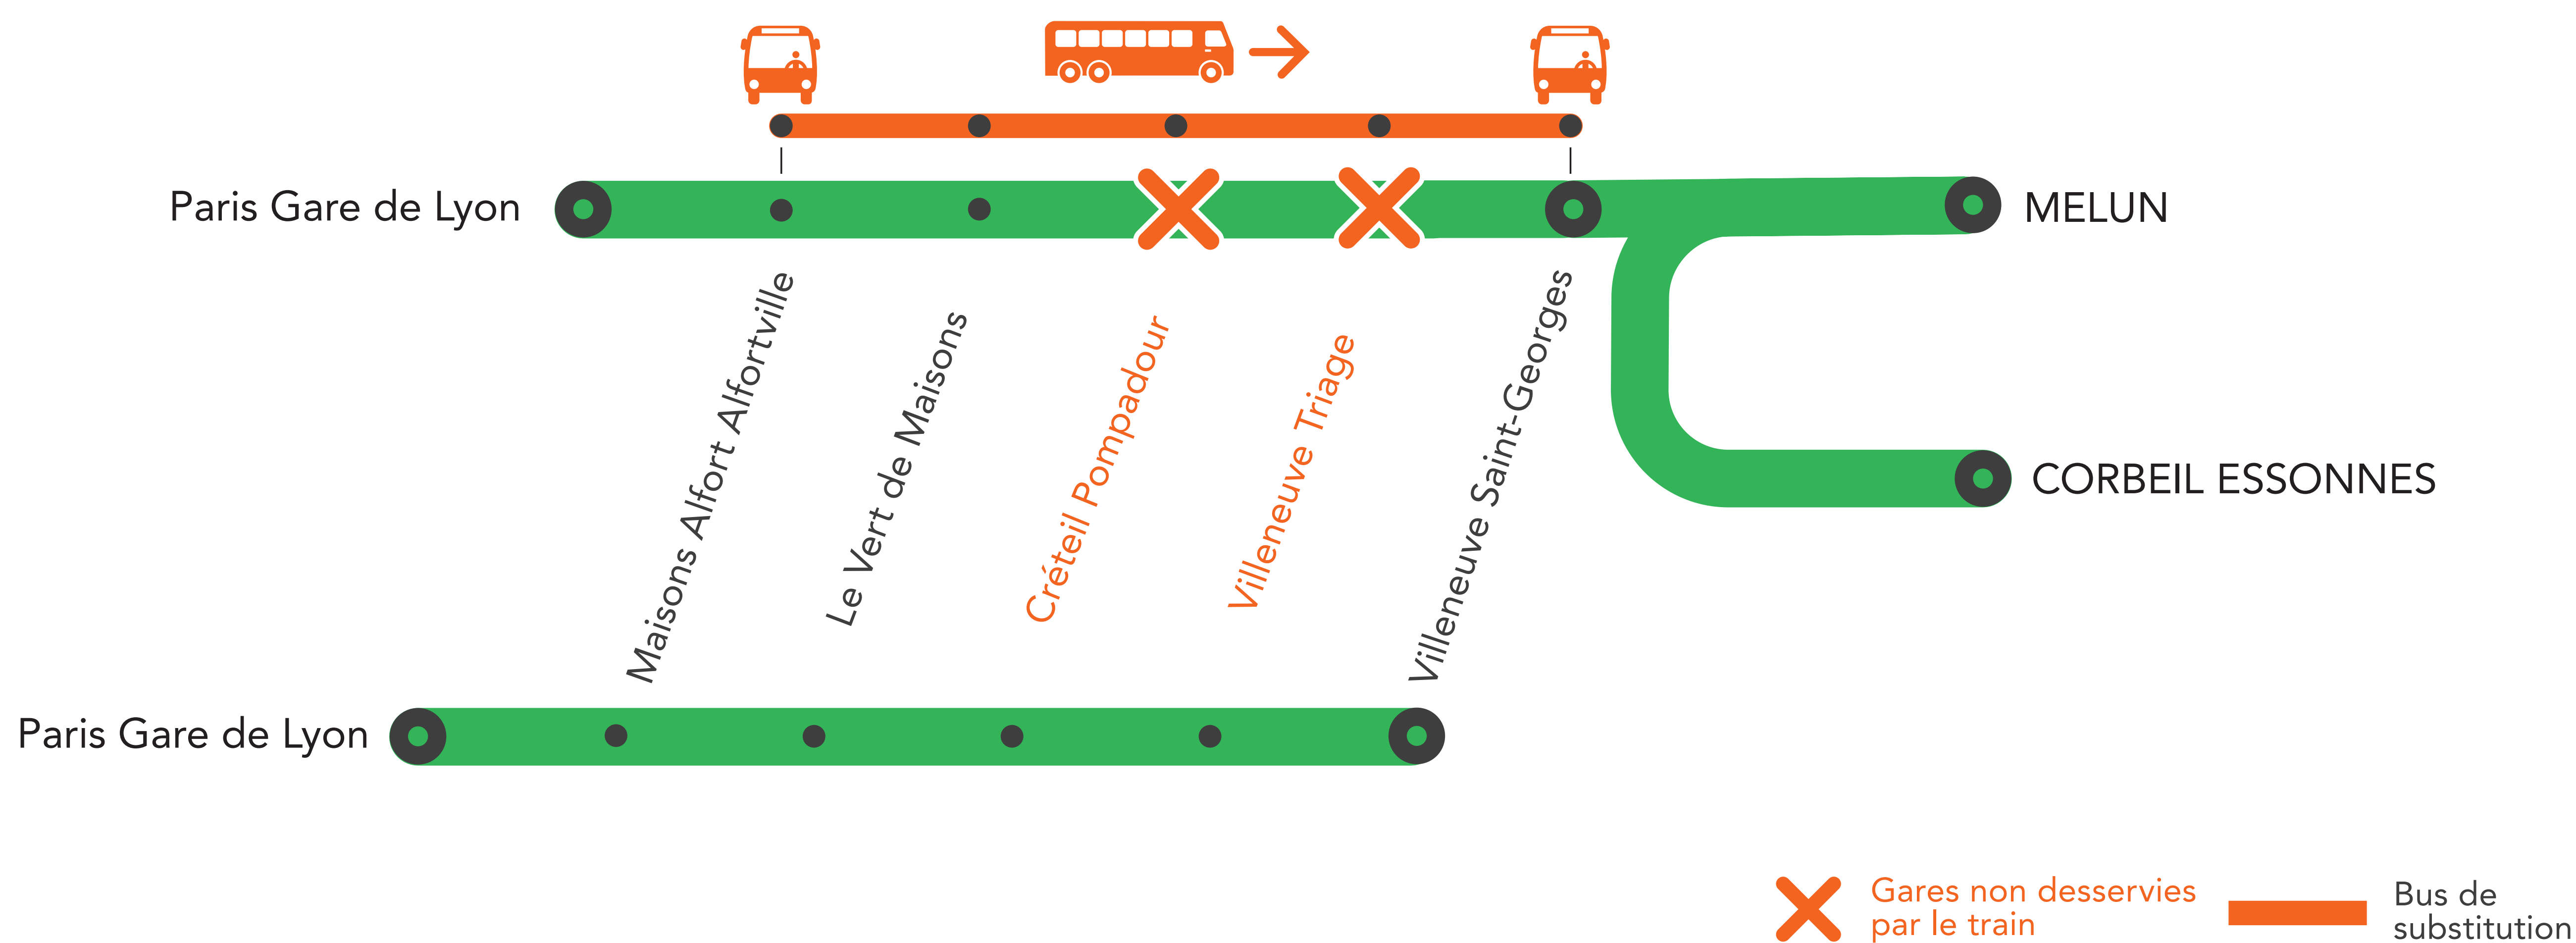 Paris Gare de Lyon
MELUN
Maisons Alfort Alfortville
Le Vert de Maisons
Créteil Pompadour
Villeneuve Triage
Villeneuve Saint-Georges
CORBEIL ESSONNES
Paris Gare de Lyon
Gares non desservies
par le train
Bus de
substitution